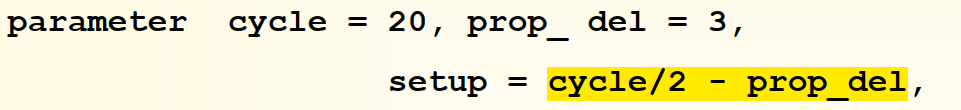 parameter cycle = 20, prop_ del = 3,
setup = cycle/2 - prop_del,